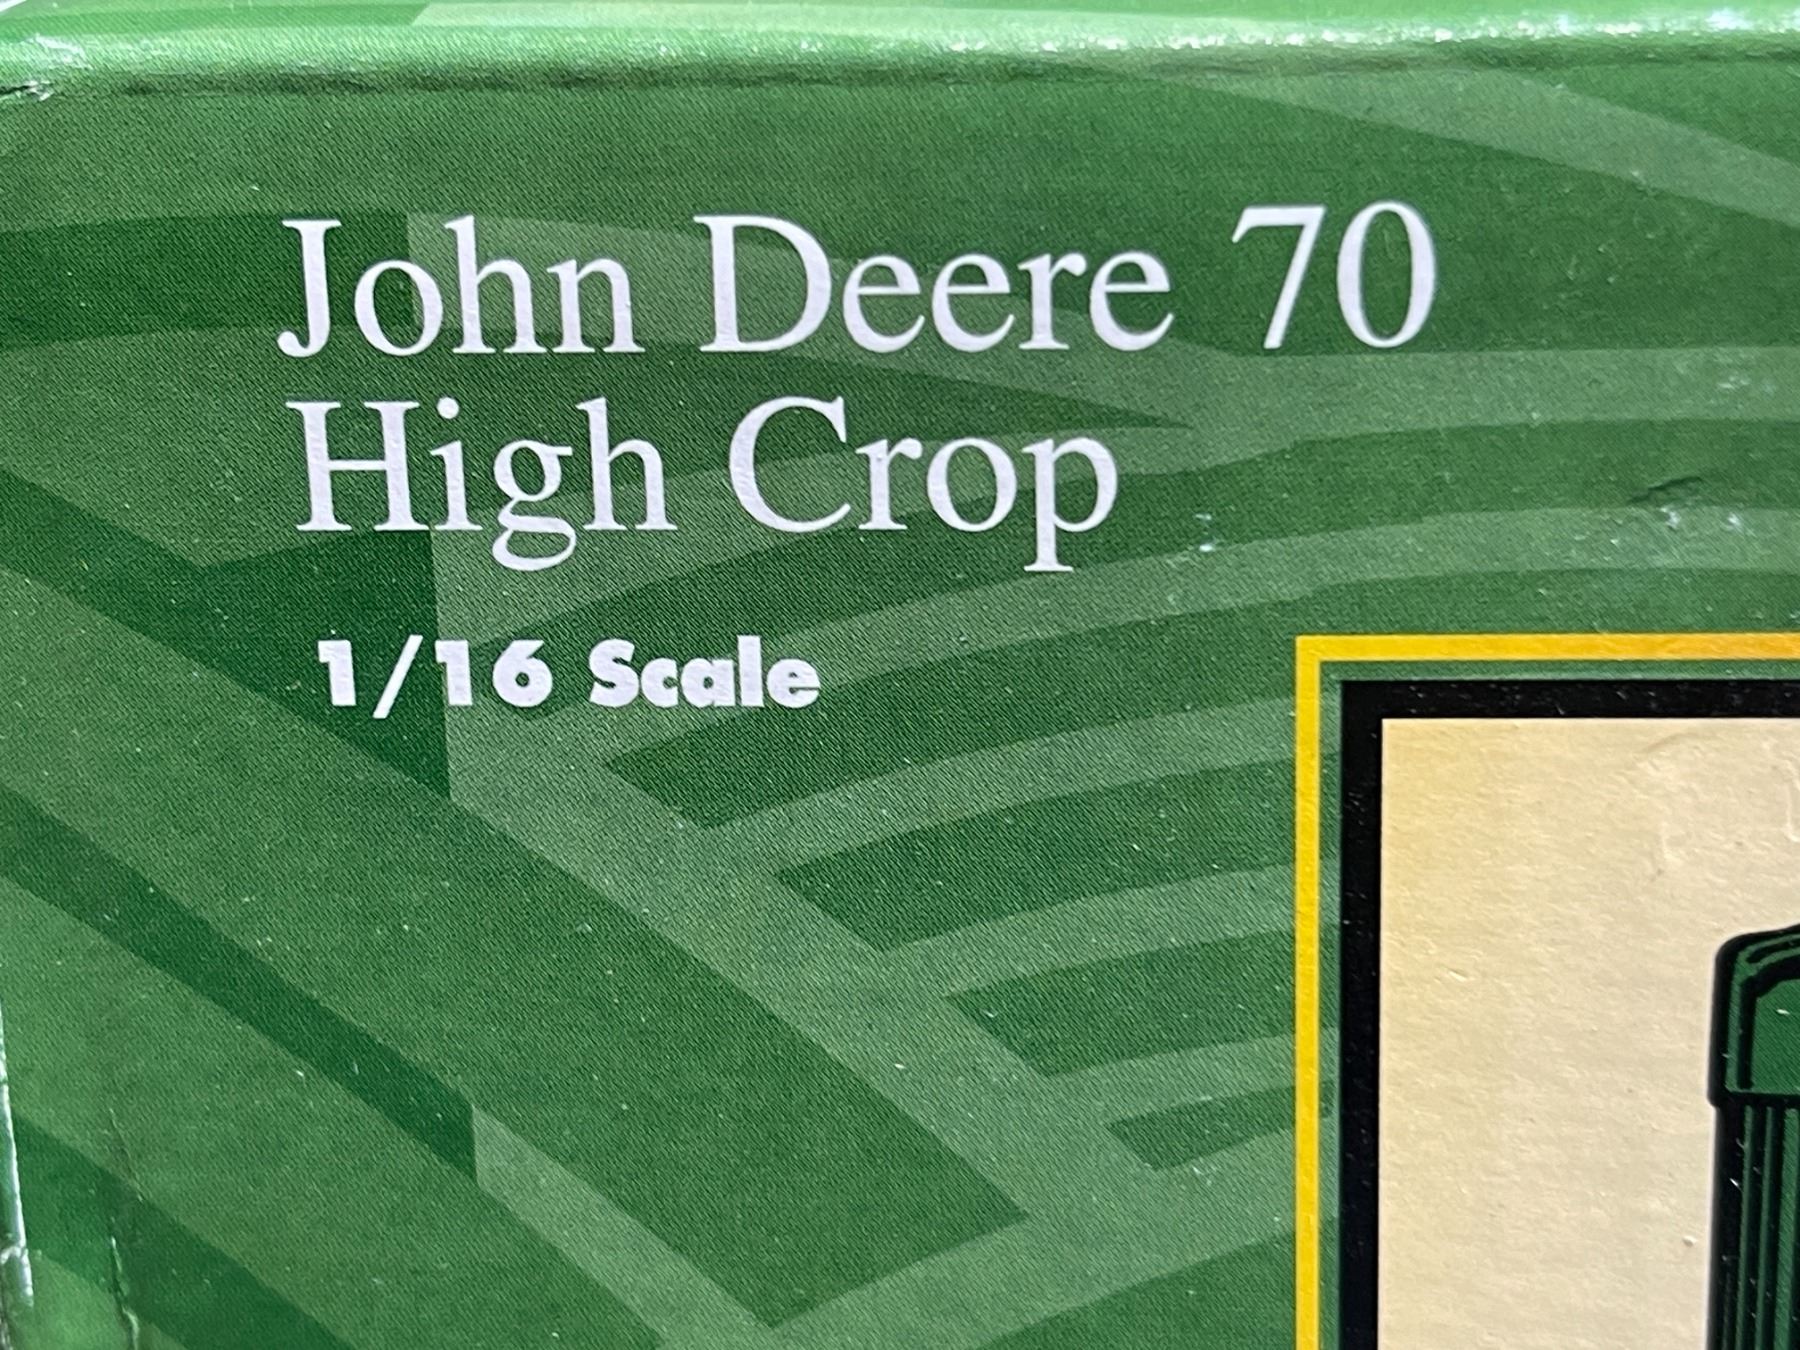 John Deere 70
High Crop
1/16 Scale